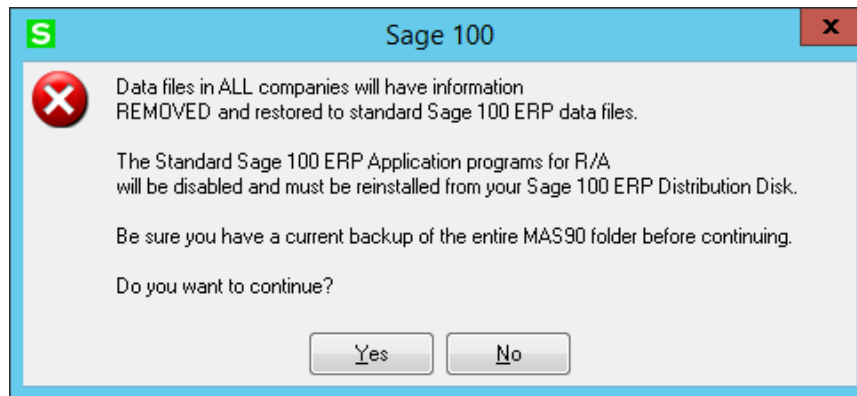 S
Sage 100
x
Data files in ALL companies will have information
REMOVED and restored to standard Sage 100 ERP data files.
The Standard Sage 100 ERP Application programs for R/A
will be disabled and must be reinstalled from your Sage 100 ERP Distribution Disk.
Be sure you have a current backup of the entire MAS90 folder before continuing.
Do you want to continue?
Yes
No